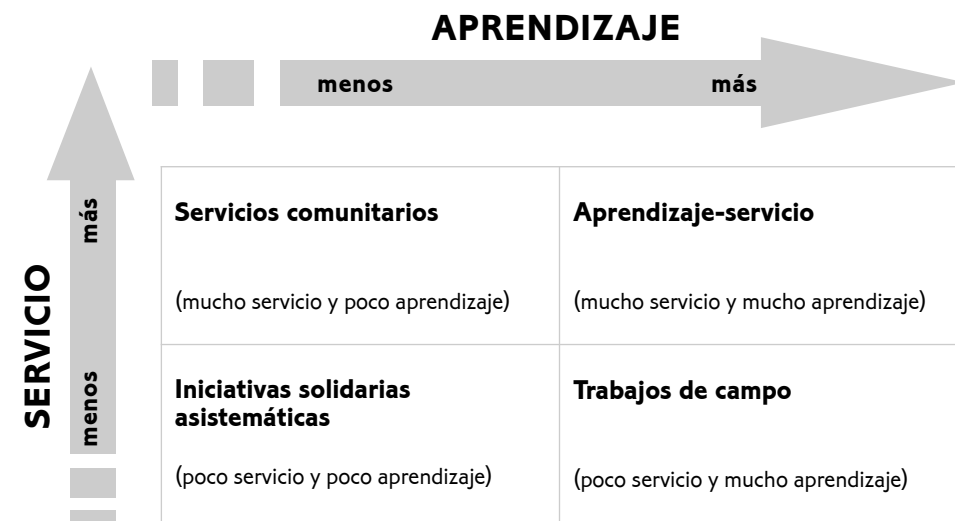 APRENDIZAJE
menos
más
SERVICIO
más
menos
Servicios comunitarios
(mucho servicio y poco aprendizaje)
Aprendizaje-servicio
(mucho servicio y mucho aprendizaje)
Iniciativas solidarias
asistemáticas
(poco servicio y poco aprendizaje)
Trabajos de campo
(poco servicio y mucho aprendizaje)